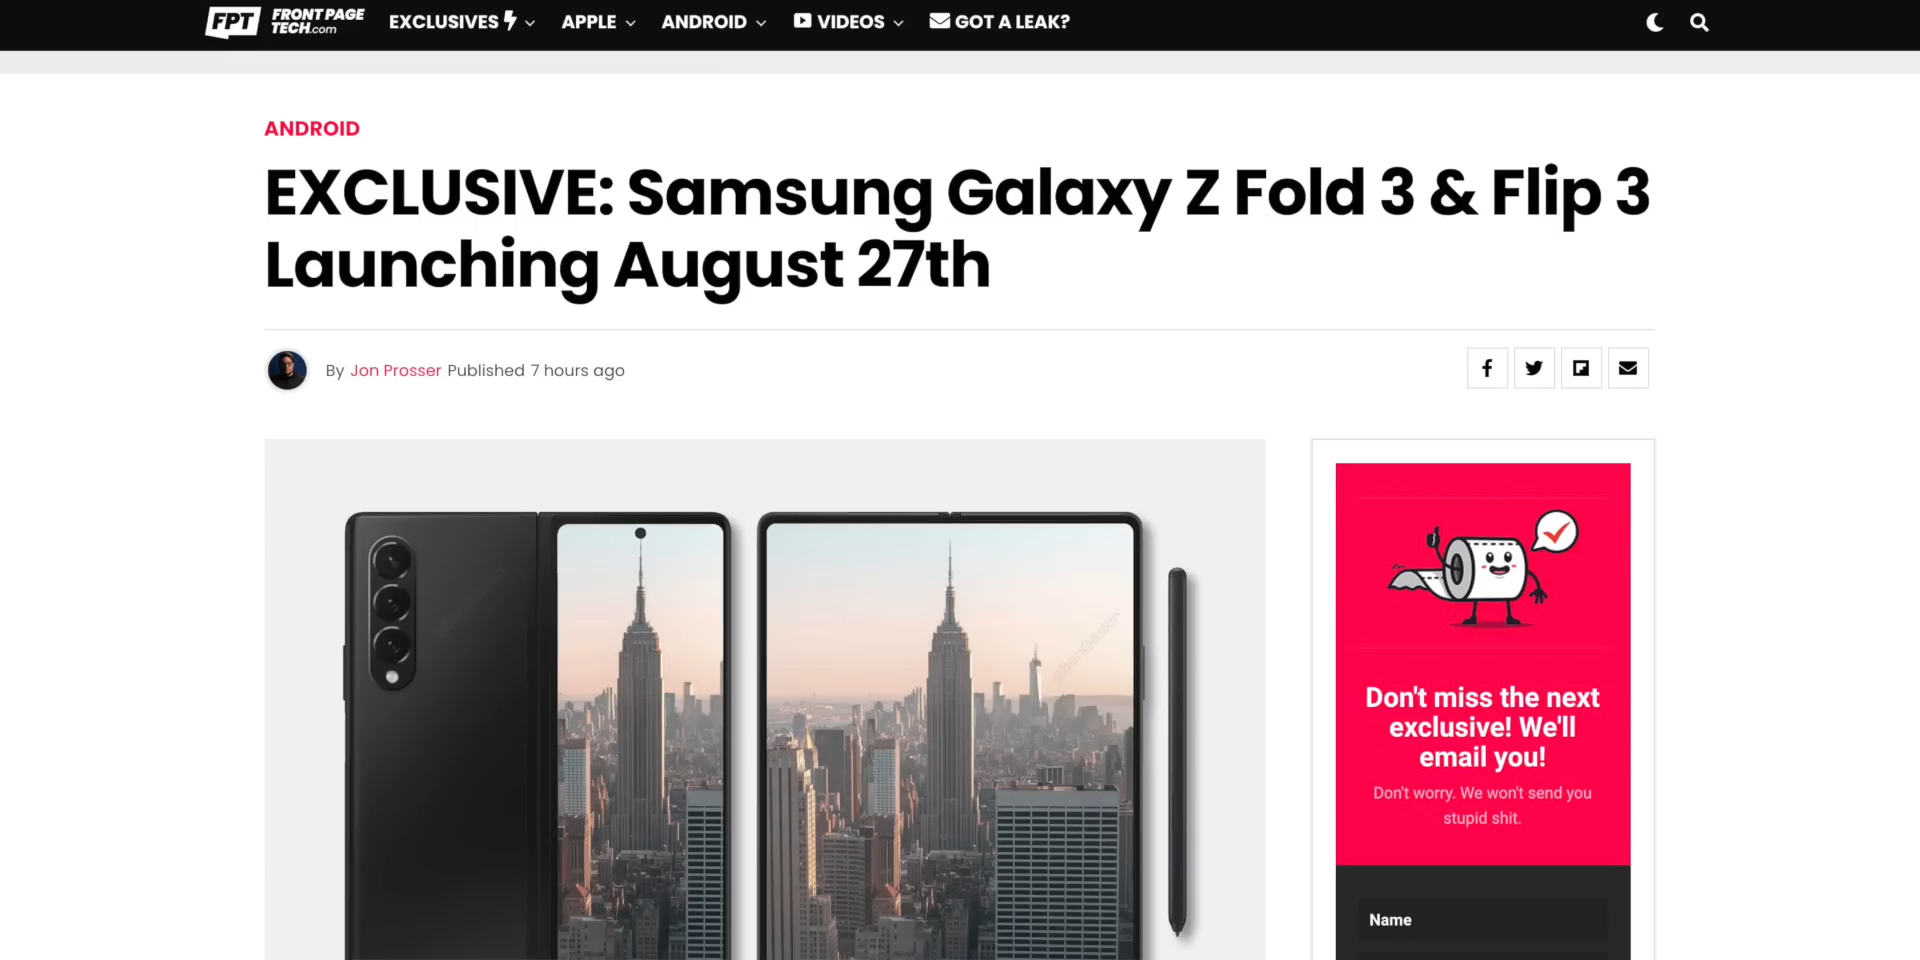 FPT FRONT PAGE TECH.com EXCLUSIVES APPLE ANDROID VIDEOS GOT A LEAK?
ANDROID
EXCLUSIVE: Samsung Galaxy Z Fold 3 & Flip 3
Launching August 27th
By Jon Prosser Published 7 hours ago
Don't miss the next
exclusive! We'll
email you!
Don't worry. We won't send you
stupid shit.
Name